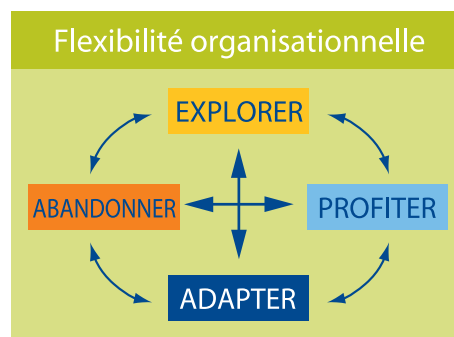 Flexibilité organisationnelle
EXPLORER
ABANDONNER
PROFITER
ADAPTER